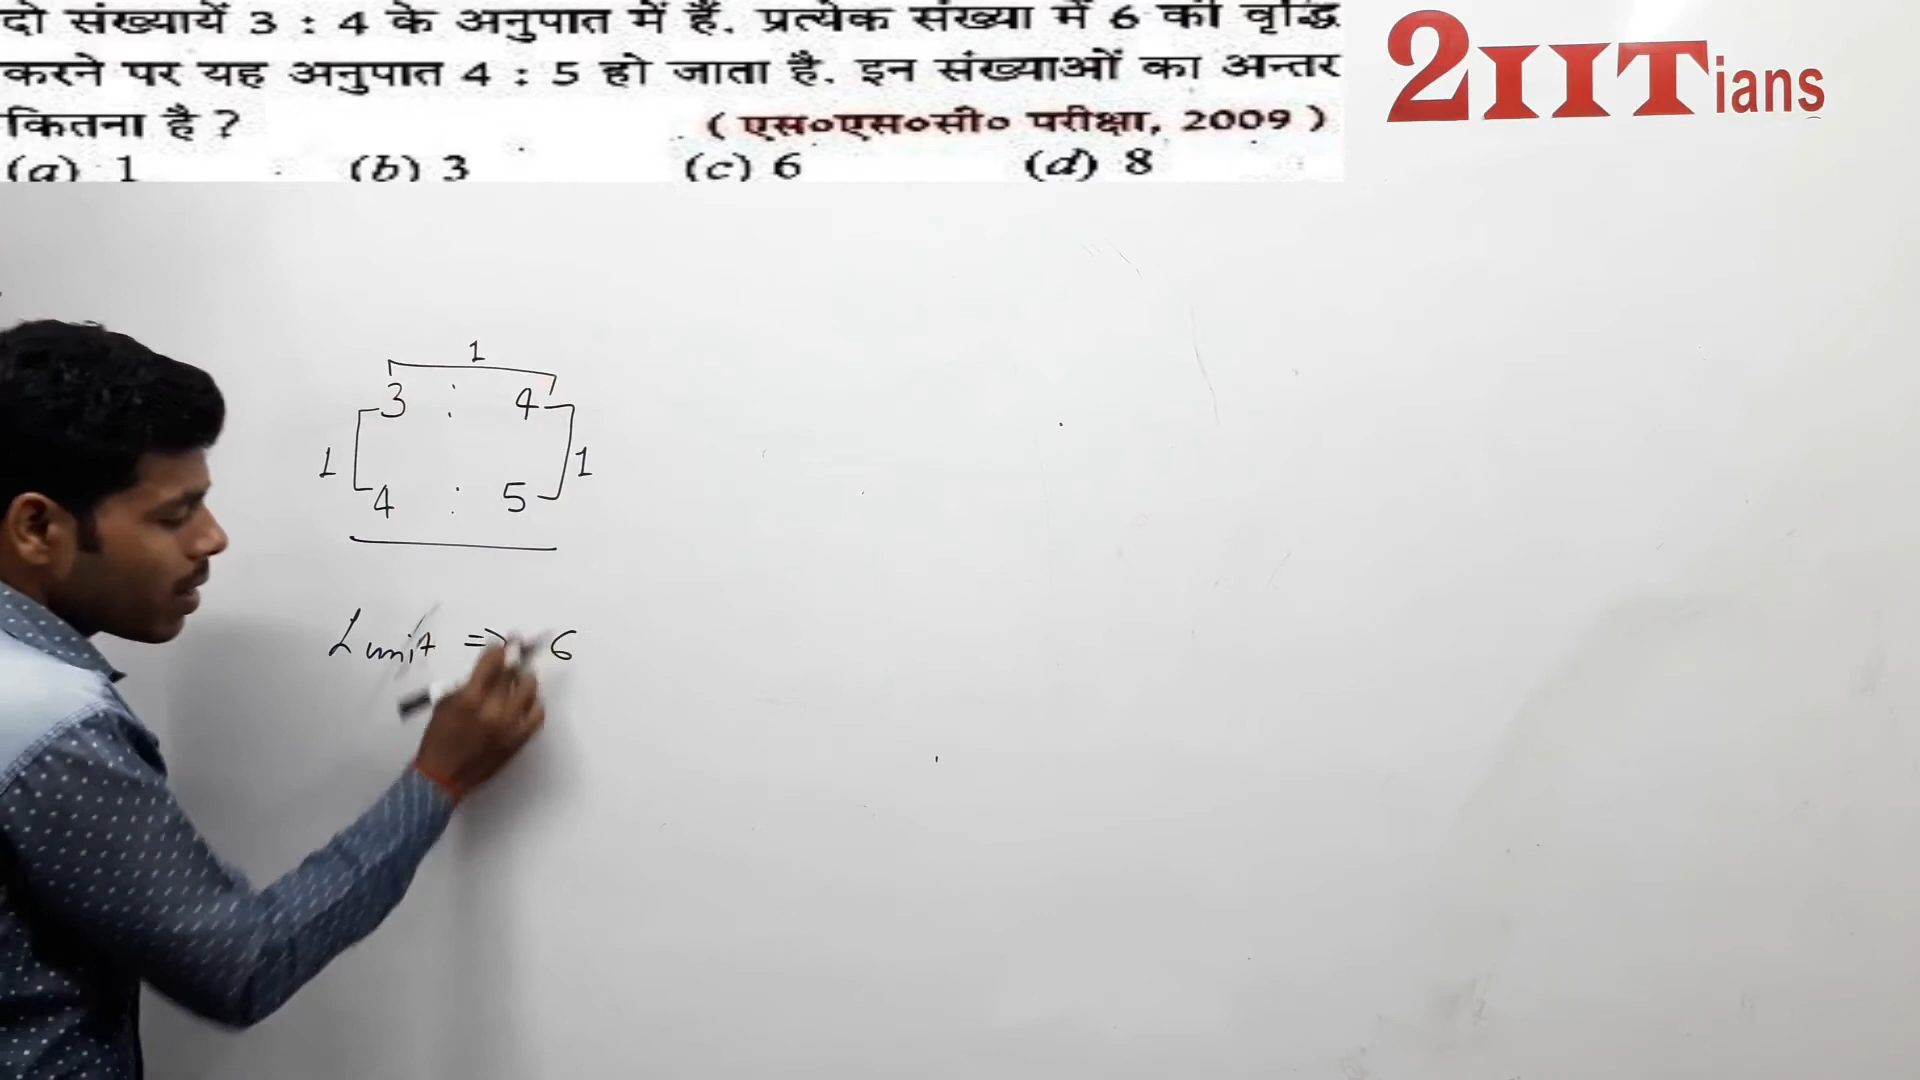 दो संख्यायें 3 : 4 के अनुपात में हैं. प्रत्येक संख्या में 6 की वृद्धि
करने पर यह अनुपात 4 : 5 हो जाता है. इन संख्याओं का अन्तर
कितना है ? ( एस०एस०सी० परीक्षा, 2009 )
(a) 1 (b) 3 (c) 6 (d) 8
2IITians
1
3 : 4
1 1
4 : 5
1 unit => 6